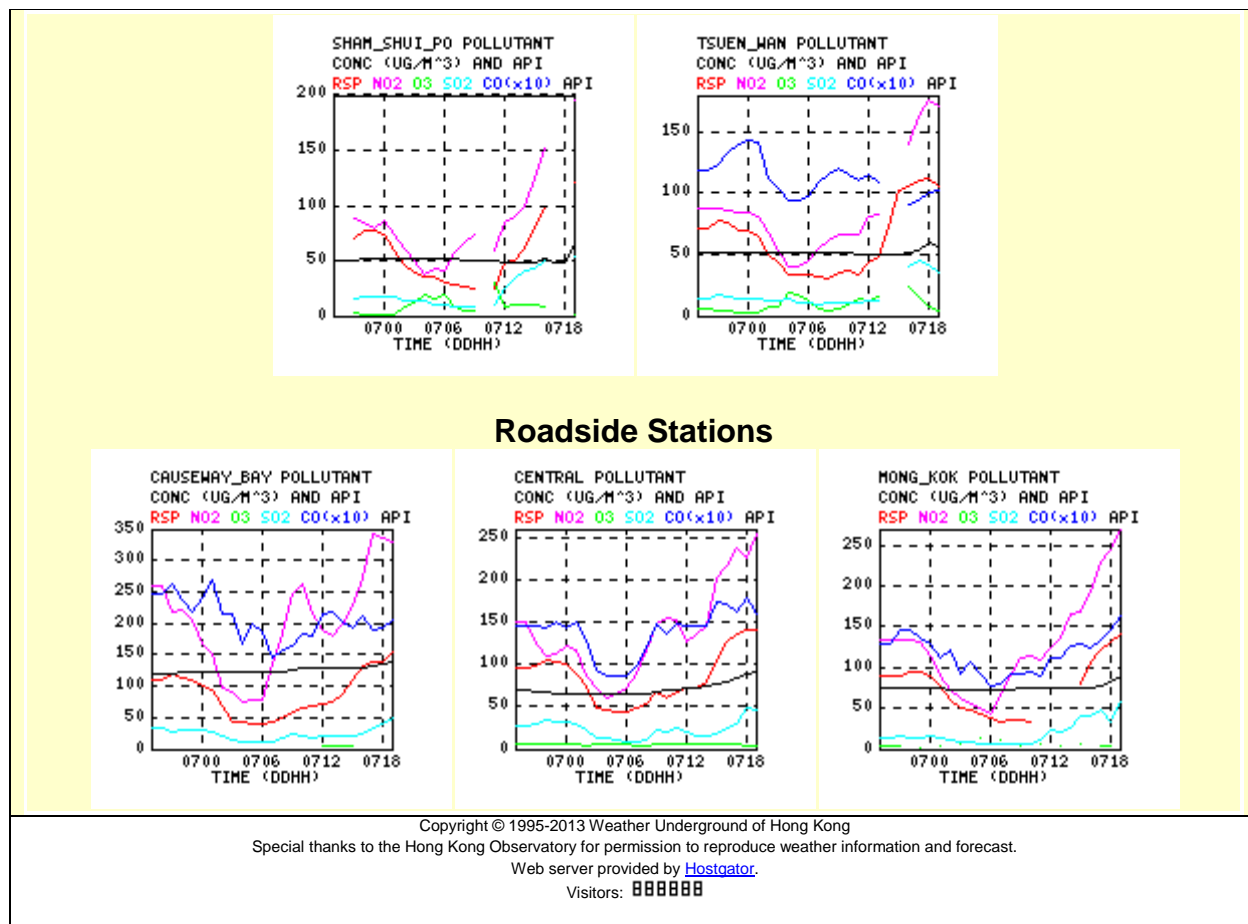 SHAM_SHUI_PO POLLUTANT
CONC (UG/M^3) AND API
RSP NO2 O3 SO2 CO(x10) API
200
150
100
50
0
0700 0706 0712 0718
TIME (DDHH)
TSUEN_WAN POLLUTANT
CONC (UG/M^3) AND API
RSP NO2 O3 SO2 CO(x10) API
150
100
50
0
0700 0706 0712 0718
TIME (DDHH)
Roadside Stations
CAUSEWAY_BAY POLLUTANT
CONC (UG/M^3) AND API
RSP NO2 O3 SO2 CO(x10) API
350
300
250
200
150
100
50
0
0700 0706 0712 0718
TIME (DDHH)
CENTRAL POLLUTANT
CONC (UG/M^3) AND API
RSP NO2 O3 SO2 CO(x10) API
250
200
150
100
50
0
0700 0706 0712 0718
TIME (DDHH)
MONG_KOK POLLUTANT
CONC (UG/M^3) AND API
RSP NO2 O3 SO2 CO(x10) API
250
200
150
100
50
0
0700 0706 0712 0718
TIME (DDHH)
Copyright © 1995-2013 Weather Underground of Hong Kong
Special thanks to the Hong Kong Observatory for permission to reproduce weather information and forecast.
Web server provided by Hostgator.
Visitors: